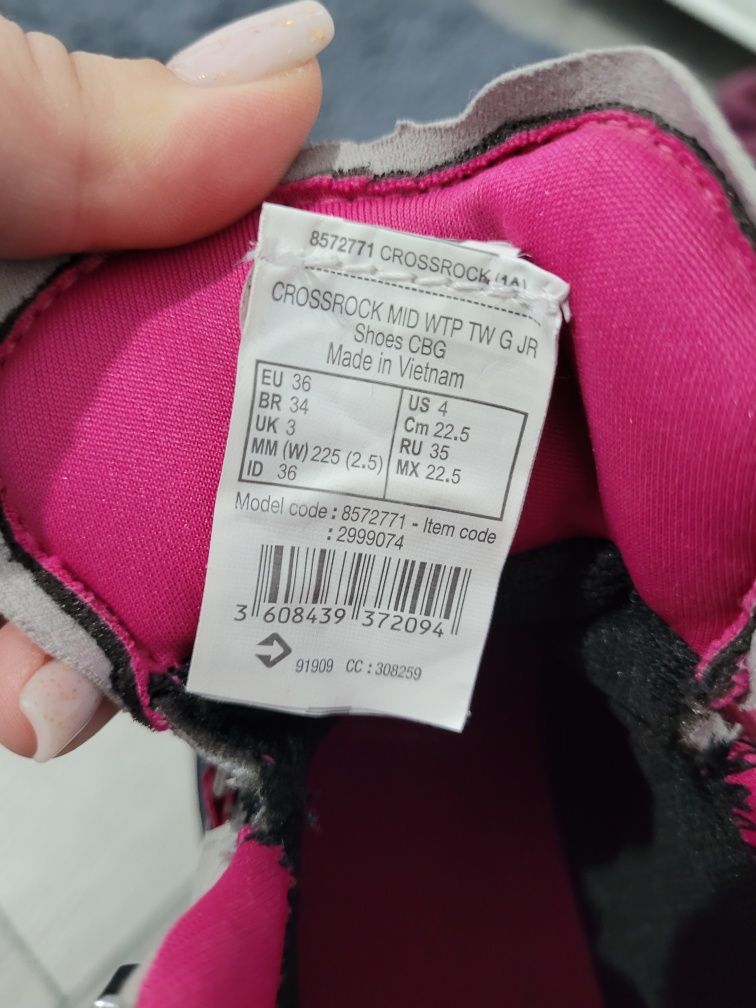 8572771 CROSSROCK (1A)
CROSSROCK MID WTP TW G JR
Shoes CBG
Made in Vietnam
EU 36
BR 34
UK 3
MM (W) 225 (2.5)
ID 36
US 4
Cm 22.5
RU 35
MX 22.5
Model code : 8572771 - Item code
: 2999074
3 608439 372094
91909 CC : 308259